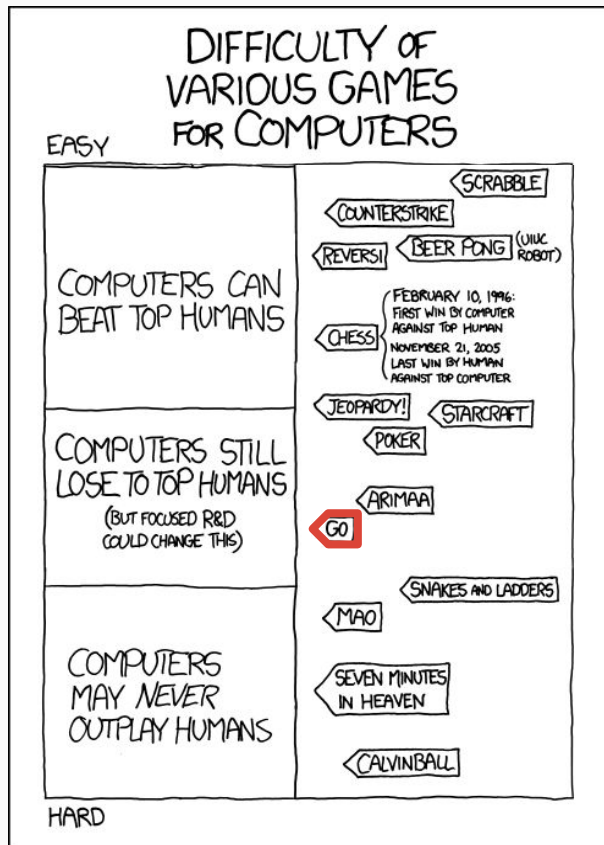 DIFFICULTY OF
VARIOUS GAMES
FOR COMPUTERS
EASY
COMPUTERS CAN
BEAT TOP HUMANS
SCRABBLE
COUNTERSTRIKE
REVERSI
BEER PONG
(UIUC
ROBOT)
CHESS
FEBRUARY 10, 1996:
FIRST WIN BY COMPUTER
AGAINST TOP HUMAN
NOVEMBER 21, 2005
LAST WIN BY HUMAN
AGAINST TOP COMPUTER
COMPUTERS STILL
LOSE TO TOP HUMANS
(BUT FOCUSED R&D
COULD CHANGE THIS)
JEOPARDY!
STARCRAFT
POKER
ARIMAA
GO
COMPUTERS
MAY NEVER
OUTPLAY HUMANS
SNAKES AND LADDERS
MAO
SEVEN MINUTES
IN HEAVEN
CALVINBALL
HARD